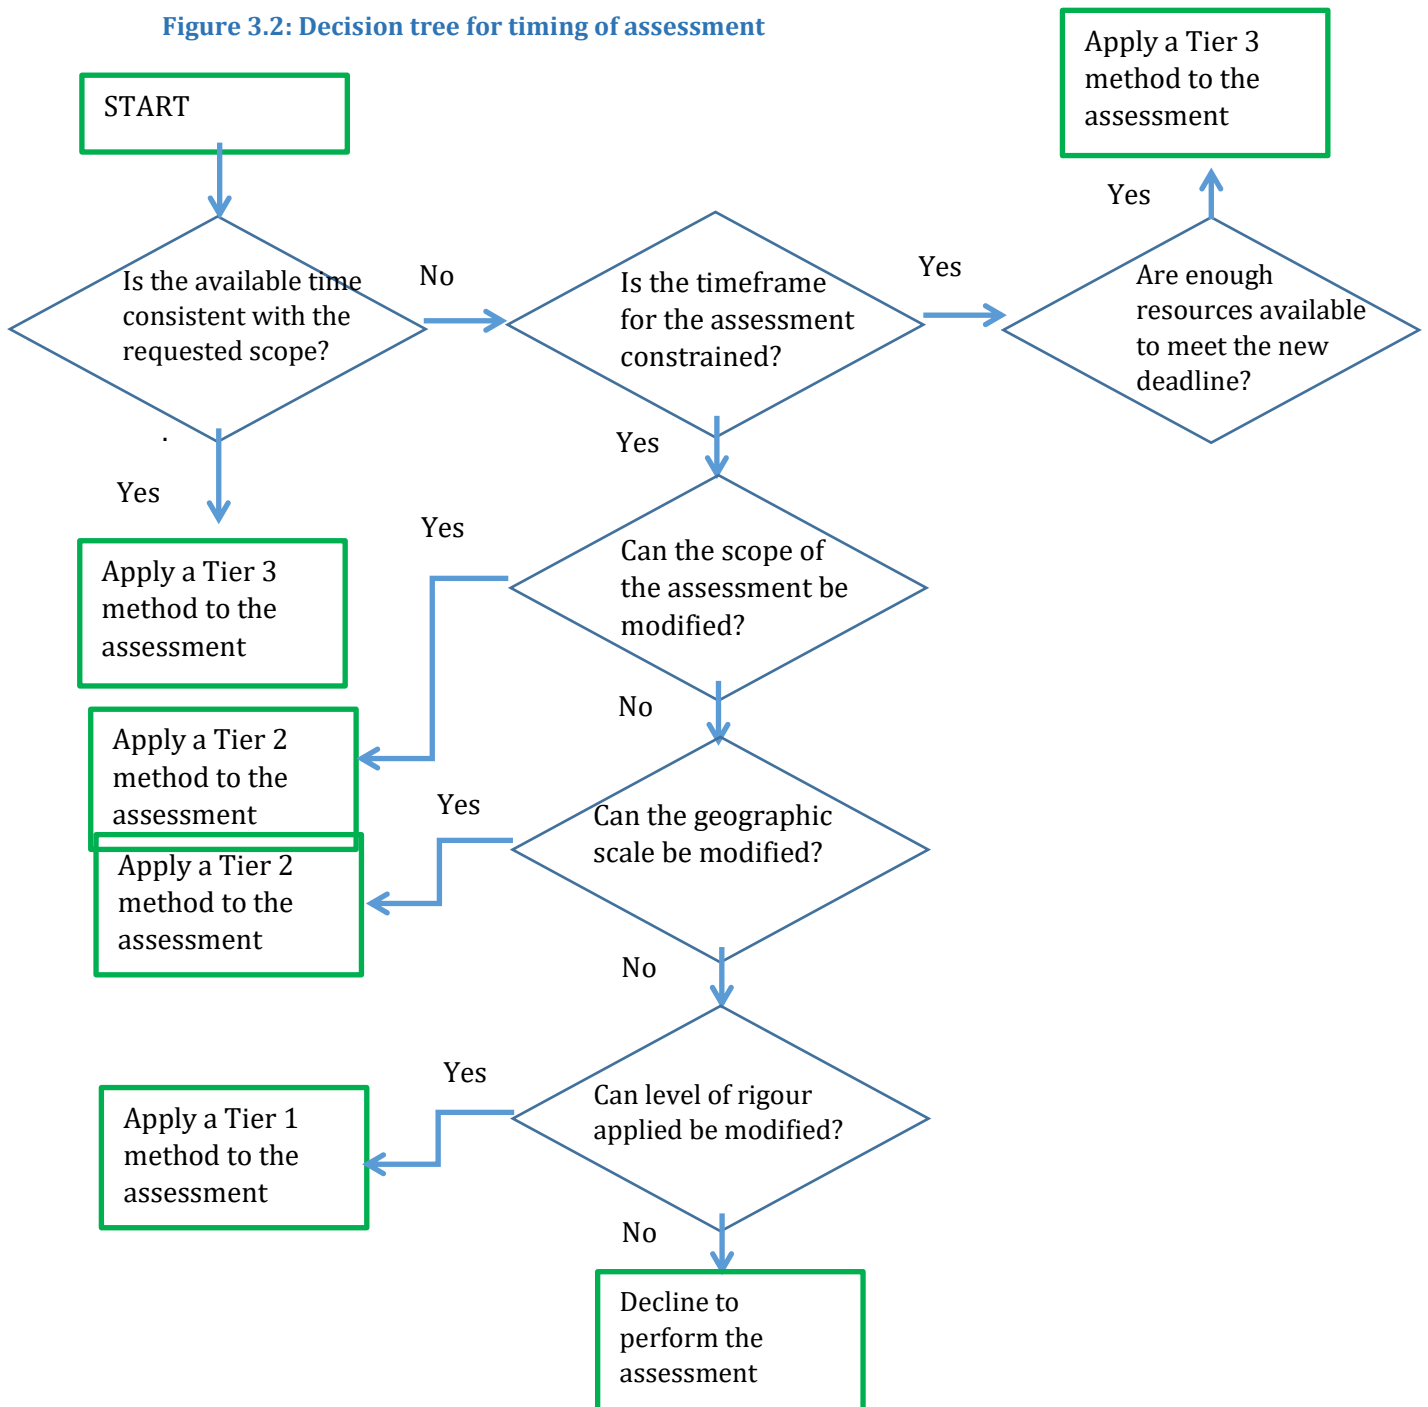 Figure 3.2: Decision tree for timing of assessment
Apply a Tier 3
method to the
assessment
START
Yes
Is the available time
consistent with the
requested scope?
No
Is the timeframe
for the assessment
constrained?
Yes
Are enough
resources available
to meet the new
deadline?
.
Yes
Yes
Yes
Can the scope of
the assessment be
modified?
Apply a Tier 3
method to the
assessment
No
Apply a Tier 2
method to the
assessment
Yes
Can the geographic
scale be modified?
Apply a Tier 2
method to the
assessment
No
Yes
Can level of rigour
applied be modified?
Apply a Tier 1
method to the
assessment
No
Decline to
perform the
assessment